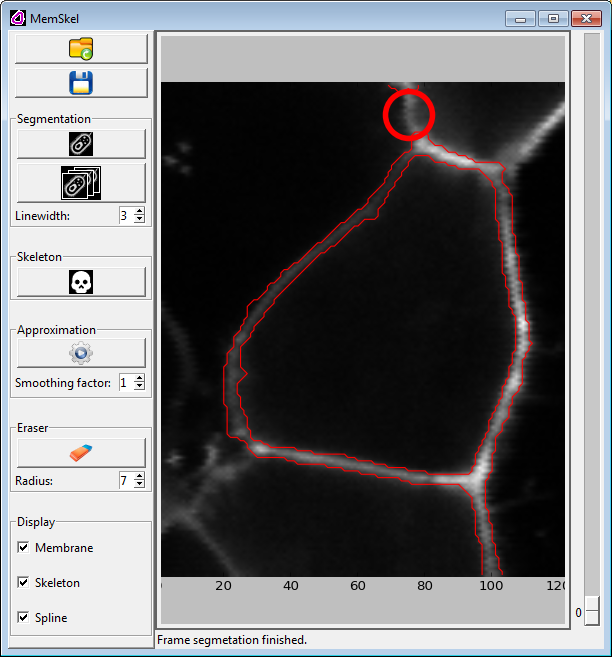 MemSkel
Segmentation
Linewidth: 3
Skeleton
Approximation
Smoothing factor: 1
Eraser
Radius: 7
Display
Membrane
Skeleton
Spline
20 40 60 80 100 120
0
Frame segmetation finished.